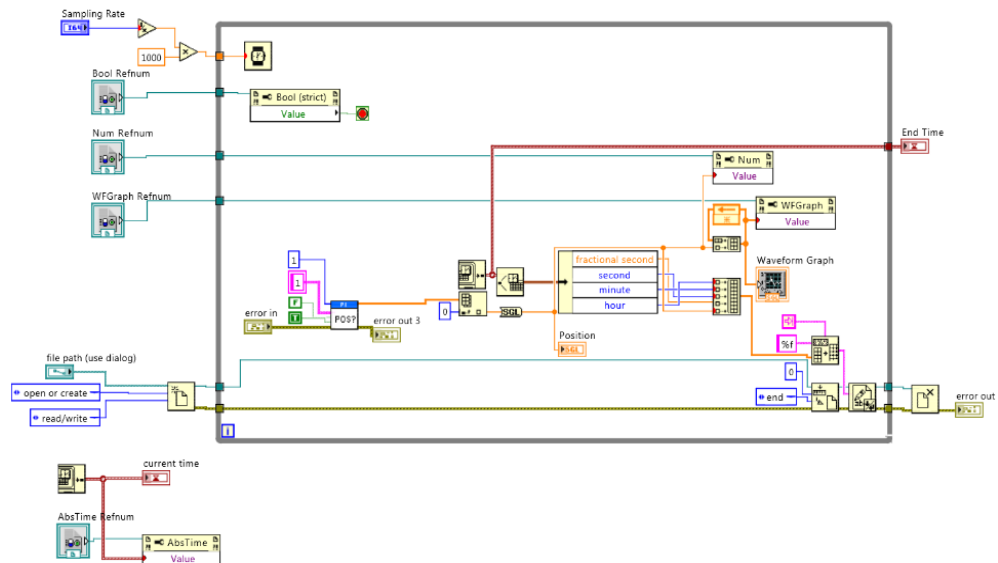 Sampling Rate
I64
1000
Bool Refnum
Bool (strict)
Value
Num Refnum
End Time
Num
Value
WFGraph Refnum
WFGraph
Value
fractional second
second
minute
hour
Waveform Graph
1
1
F
PI
POS?
error in
error out 3
0
SGL
Position
SGL
%f
file path (use dialog)
open or create
read/write
0
end
error out
i
current time
AbsTime Refnum
AbsTime
Value